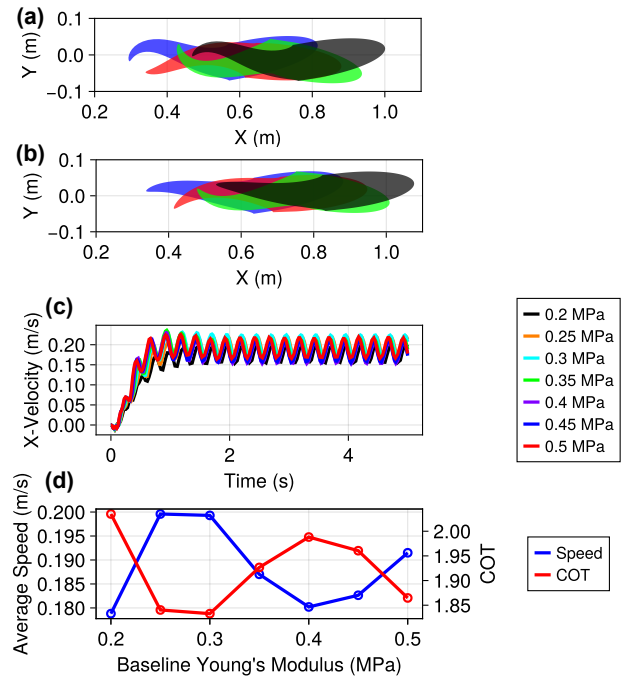 (a)
0.1
0.0
−0.1
Y (m)
0.2 0.4 0.6 0.8 1.0
X (m)
(b)
0.1
0.0
−0.1
Y (m)
0.2 0.4 0.6 0.8 1.0
X (m)
(c)
0.20
0.15
0.10
0.05
0.00
X-Velocity (m/s)
0 2 4
Time (s)
0.2 MPa
0.25 MPa
0.3 MPa
0.35 MPa
0.4 MPa
0.45 MPa
0.5 MPa
(d)
0.200
0.195
0.190
0.185
0.180
Average Speed (m/s)
2.00
1.95
1.90
1.85
COT
0.2 0.3 0.4 0.5
Baseline Young's Modulus (MPa)
Speed
COT